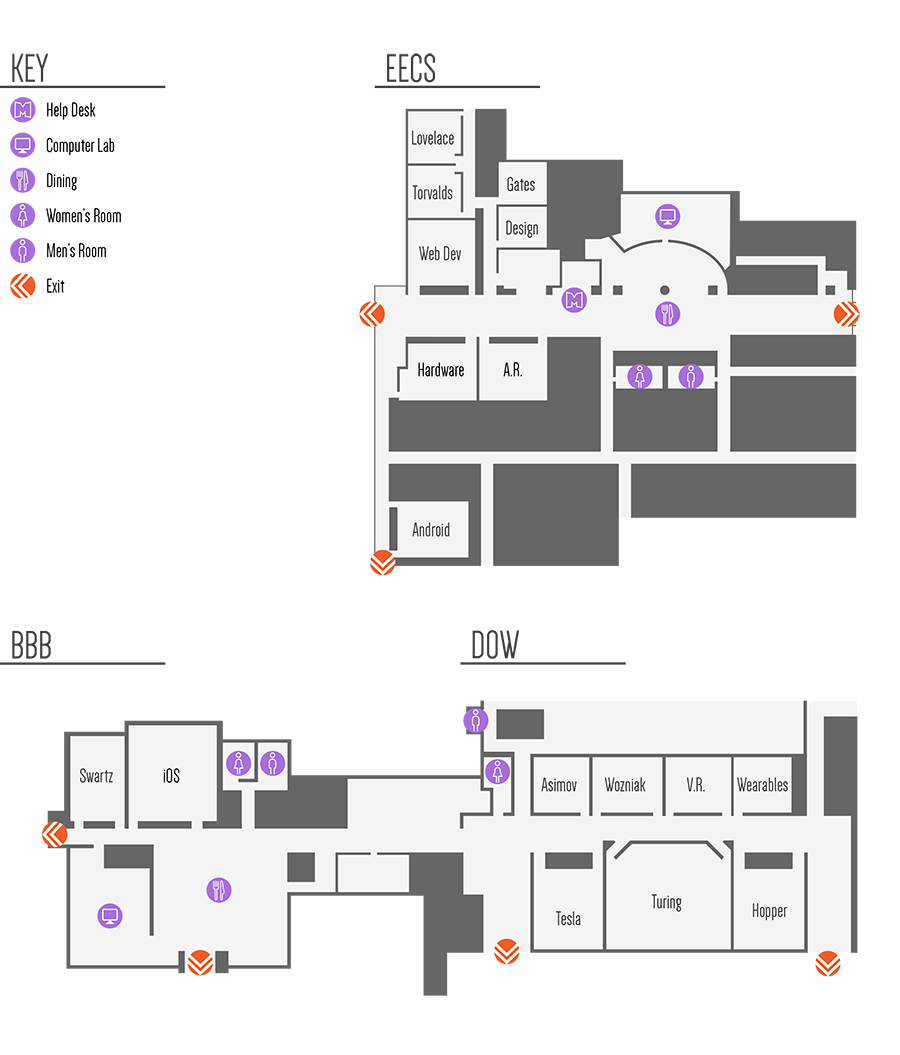 KEY
Help Desk
Computer Lab
Dining
Women's Room
Men's Room
Exit
EECS
Lovelace
Torvalds
Gates
Design
Web Dev
Hardware
A.R.
Android
BBB
Swartz
iOS
DOW
Asimov
Wozniak
V.R.
Wearables
Tesla
Turing
Hopper